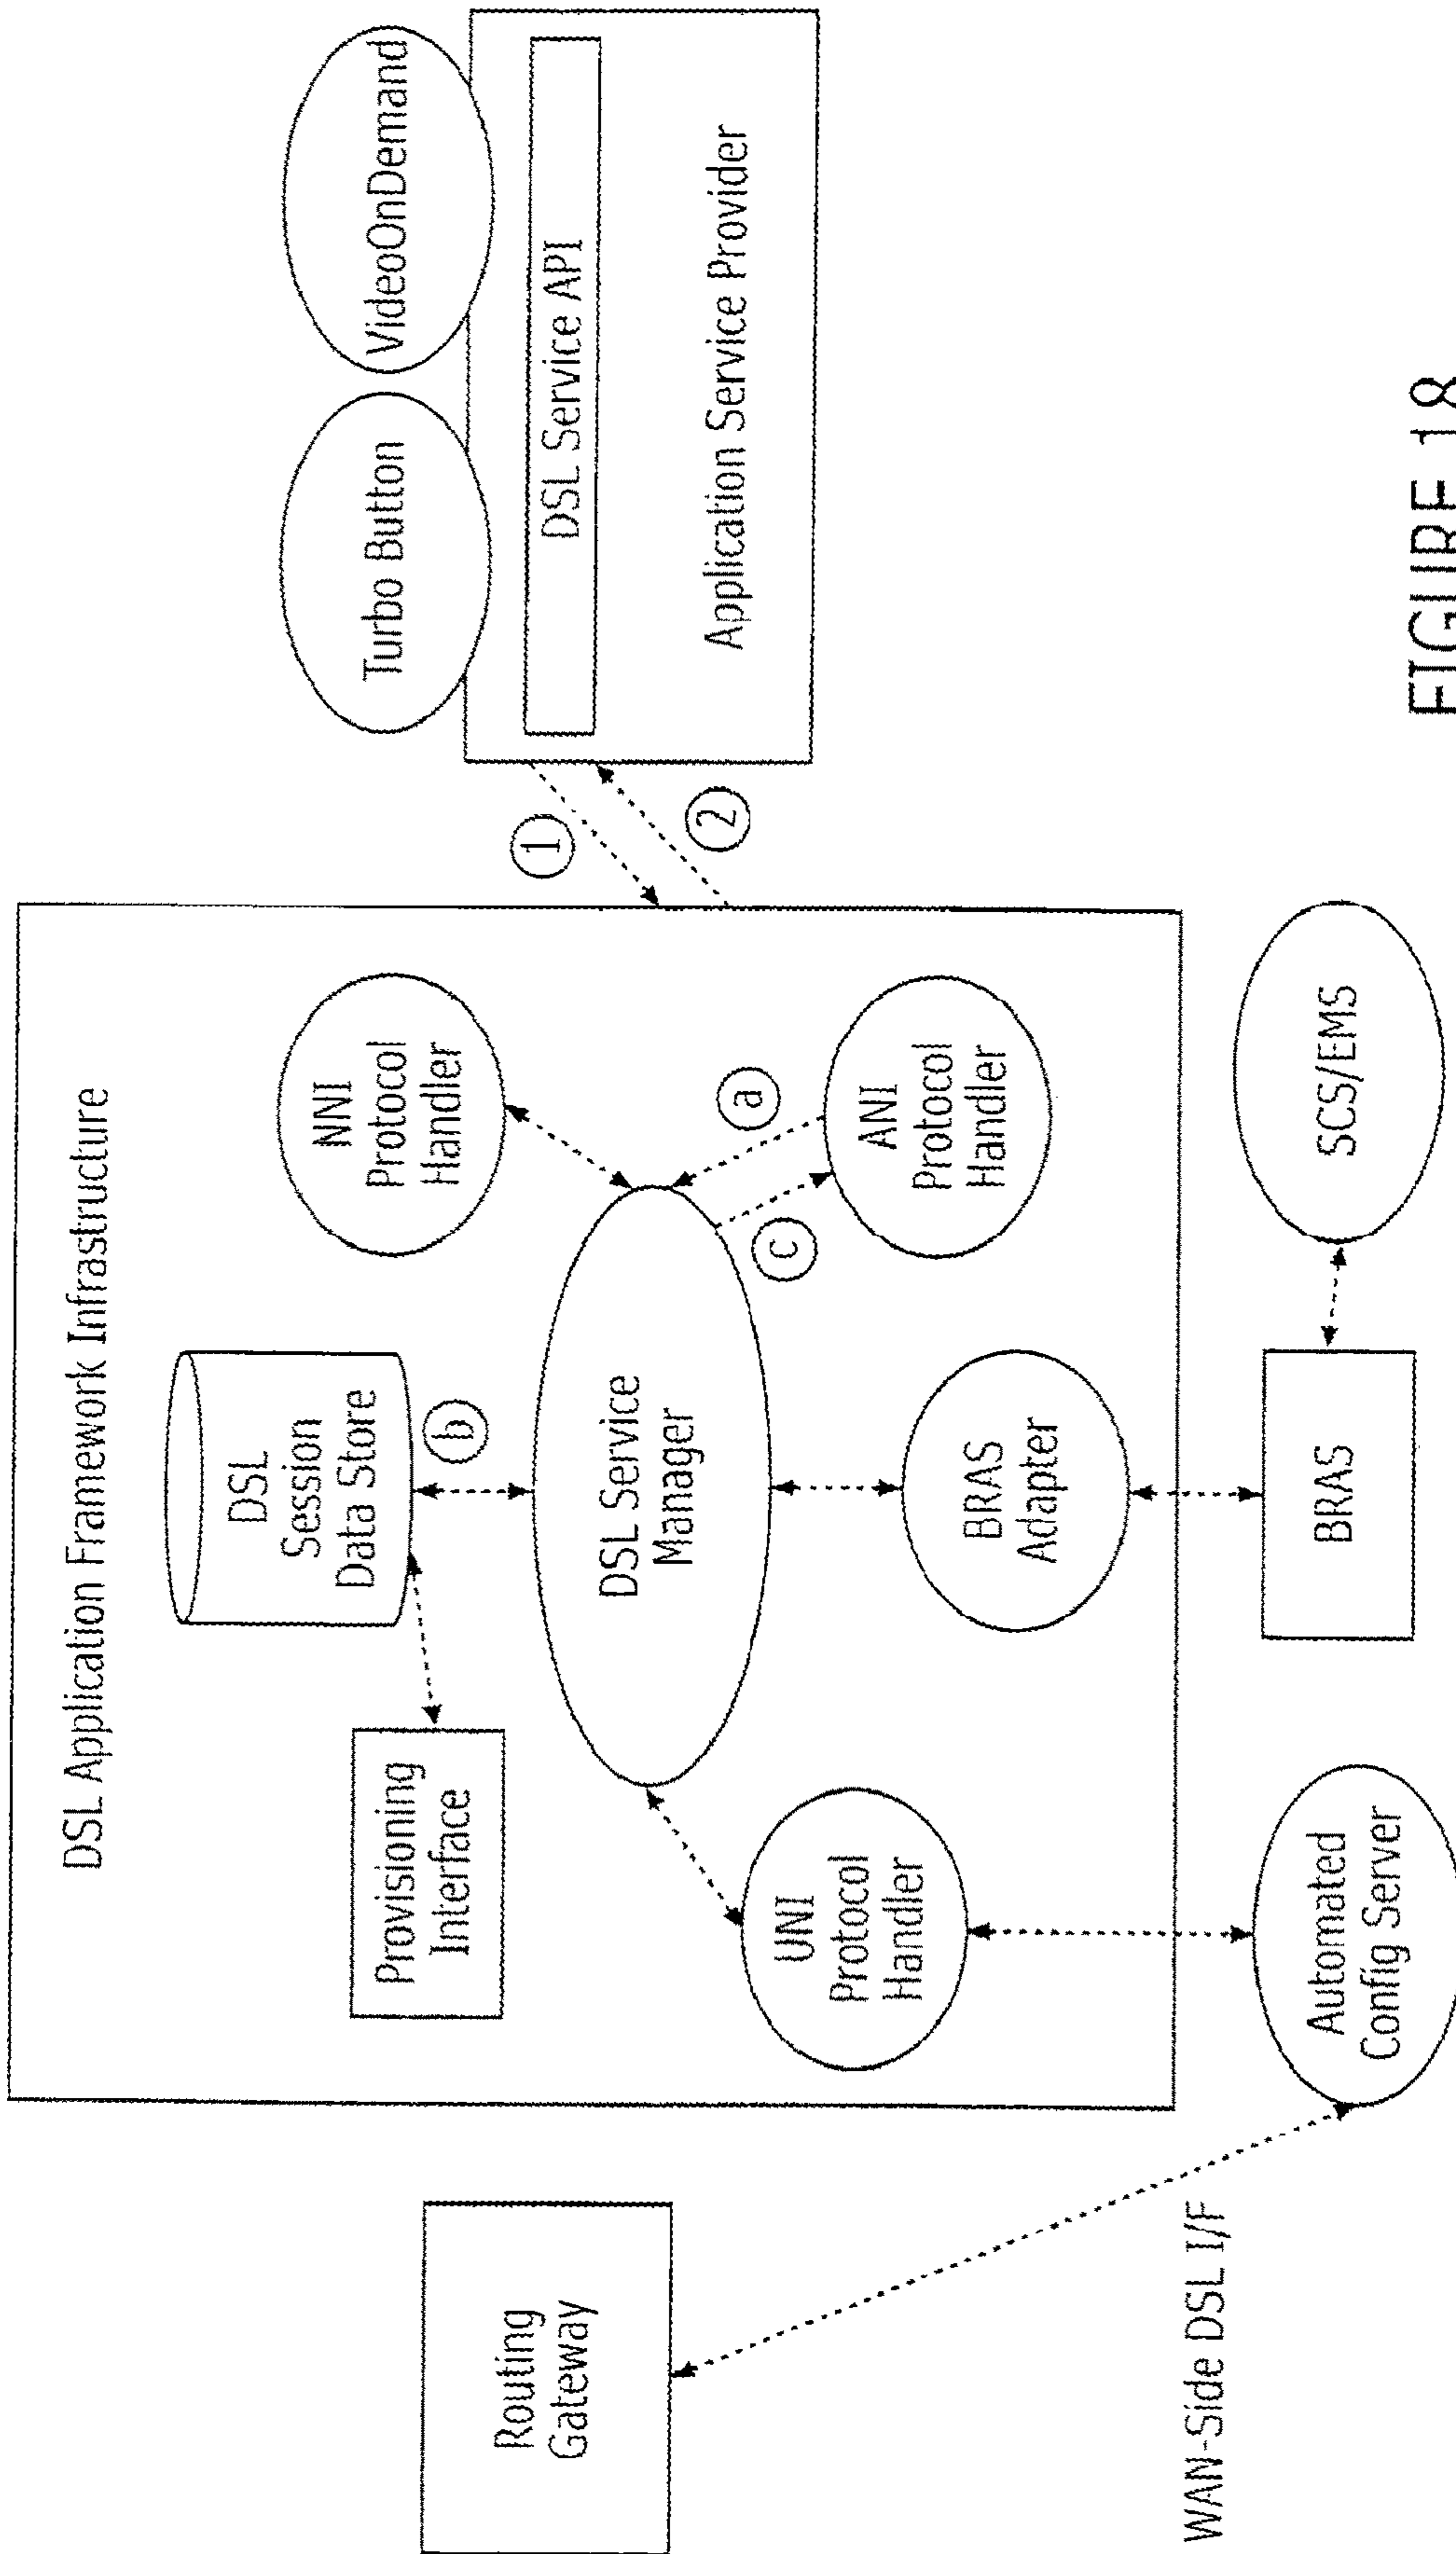 DSL Application Framework Infrastructure
Routing
Gateway
Provisioning
Interface
DSL
Session
Data Store
b
NNI
Protocol
Handler
DSL Service
Manager
a
c
UNI
Protocol
Handler
BRAS
Adapter
ANI
Protocol
Handler
1
2
Turbo Button
VideoOnDemand
DSL Service API
Application Service Provider
WAN-Side DSL I/F
Automated
Config Server
BRAS
SCS/EMS
FIGURE 18